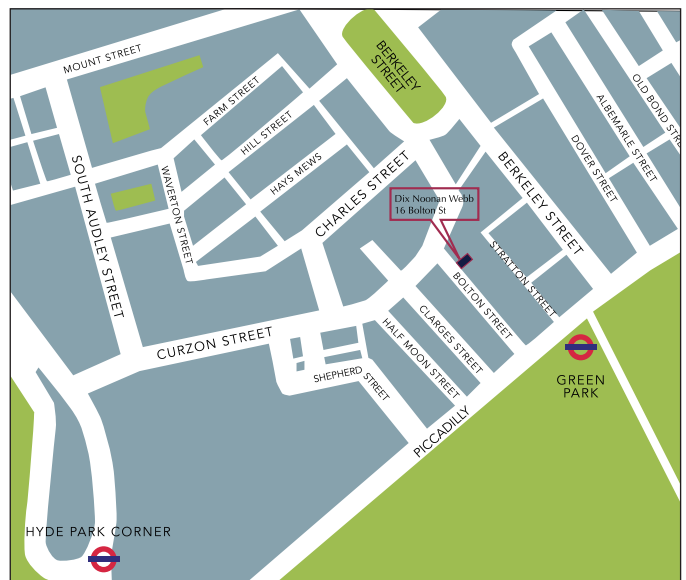 MOUNT STREET
BERKELEY
STREET
FARM STREET
HILL STREET
HAYS MEWS
OLD BOND STR
ALBEMARLE STREET
DOVER STREET
SOUTH AUDLEY STREET
WAVERTON STREET
CHARLES STREET
BERKELEY STREET
Dix Noonan Webb
16 Bolton St
STRATTON STREET
BOLTON STREET
CLARGES STREET
HALF MOON STREET
CURZON STREET
SHEPHERD
STREET
PICCADILLY
GREEN
PARK
HYDE PARK CORNER